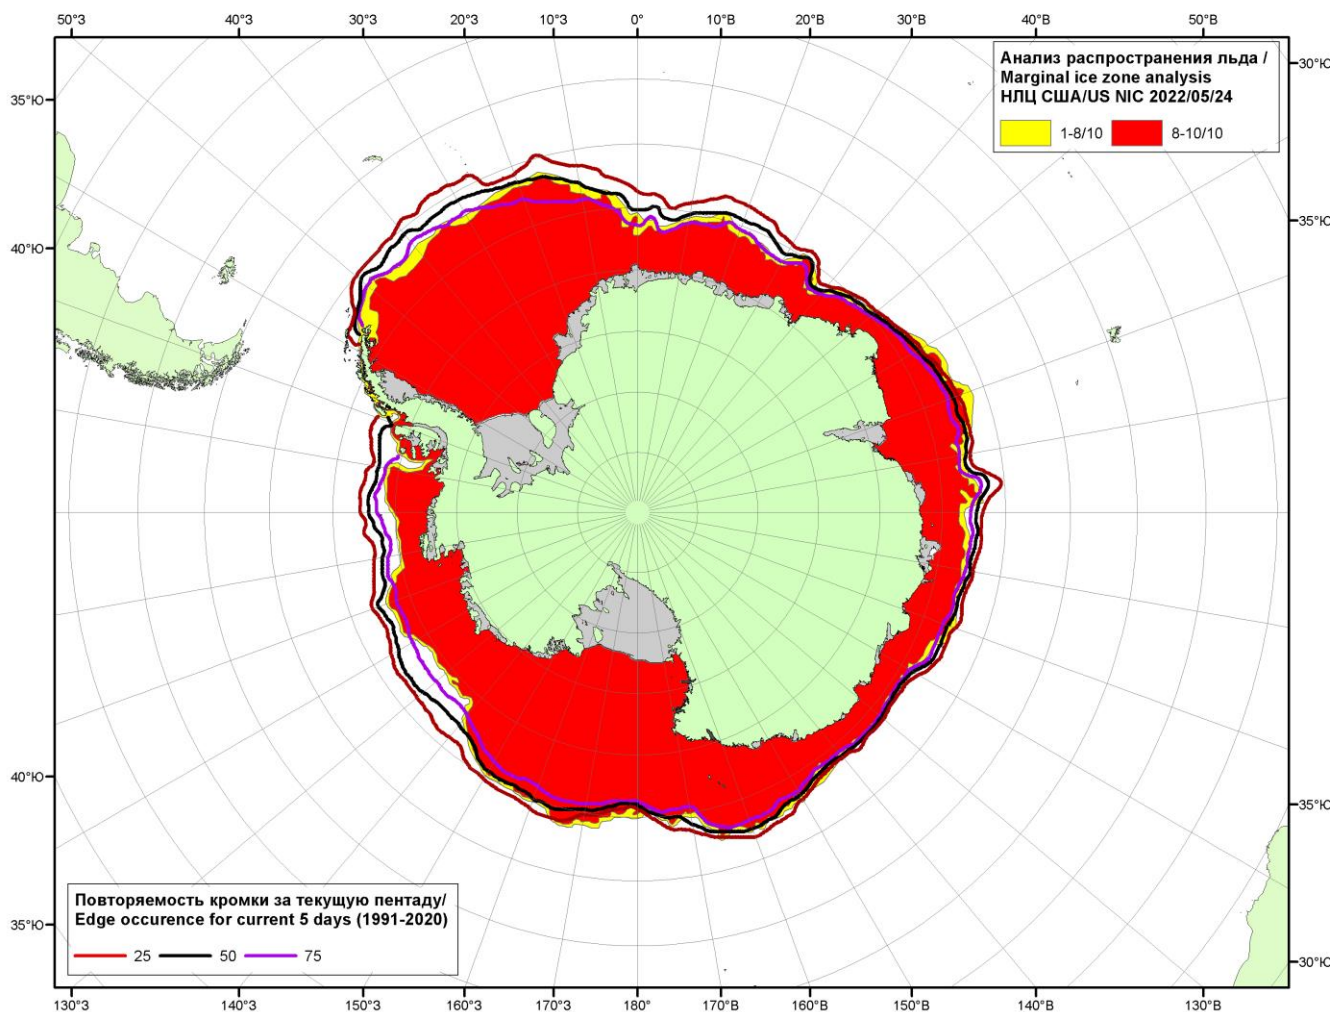 50°З 40°З 30°З 20°З 10°З 0° 10°В 20°В 30°В 40°В 50°В
Анализ распространения льда /
Marginal ice zone analysis
НЛЦ США/US NIC 2022/05/24
1-8/10 8-10/10
30°Ю
35°Ю
35°Ю
40°Ю
40°Ю
35°Ю
35°Ю
30°Ю
Повторяемость кромки за текущую пентаду/
Edge occurence for current 5 days (1991-2020)
25 50 75
130°З 140°З 150°З 160°З 170°З 180° 170°В 160°В 150°В 140°В 130°В